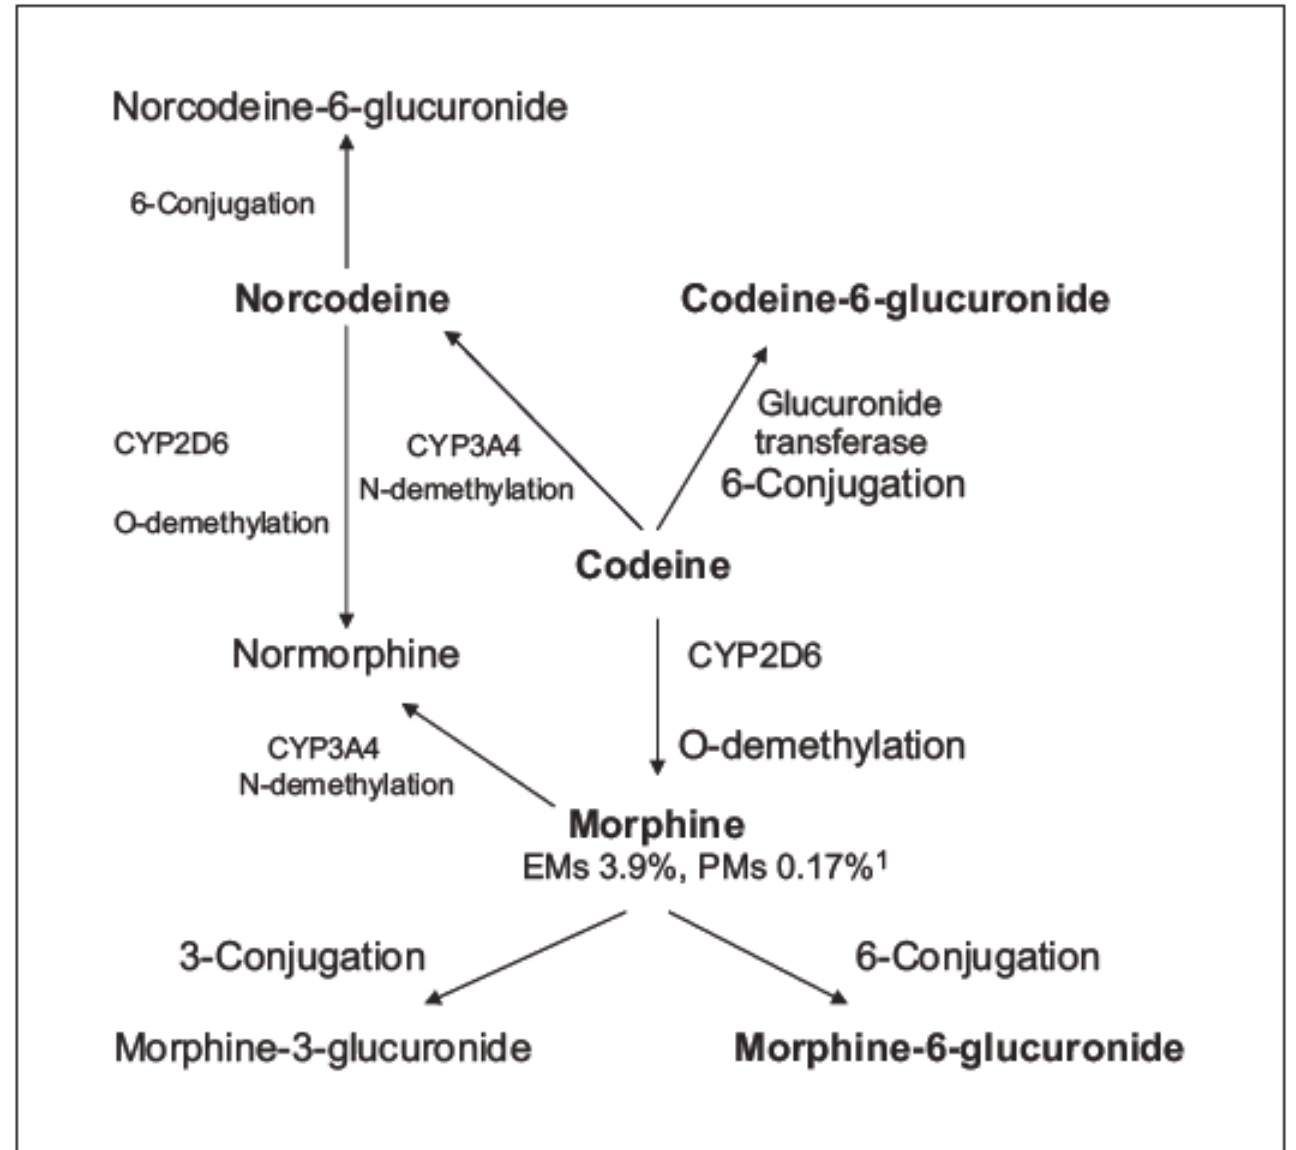 Norcodeine-6-glucuronide
6-Conjugation
Norcodeine
Codeine-6-glucuronide
Glucuronide
transferase
6-Conjugation
CYP2D6
O-demethylation
CYP3A4
N-demethylation
Codeine
Normorphine
CYP2D6
O-demethylation
CYP3A4
N-demethylation
Morphine
EMs 3.9%, PMs 0.17%¹
3-Conjugation
6-Conjugation
Morphine-3-glucuronide
Morphine-6-glucuronide